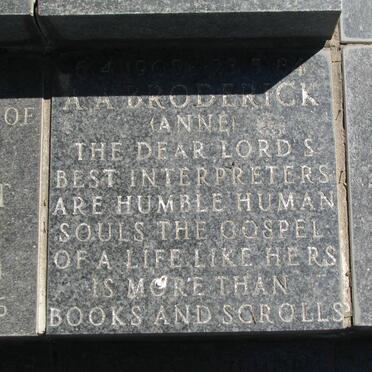 A. A. BRODERICK
(ANNE)
THE DEAR LORD'S
BEST INTERPRETERS
ARE HUMBLE HUMAN
SOULS THE GOSPEL
OF A LIFE LIKE HERS
IS MORE THAN
BOOKS AND SCROLLS
OF